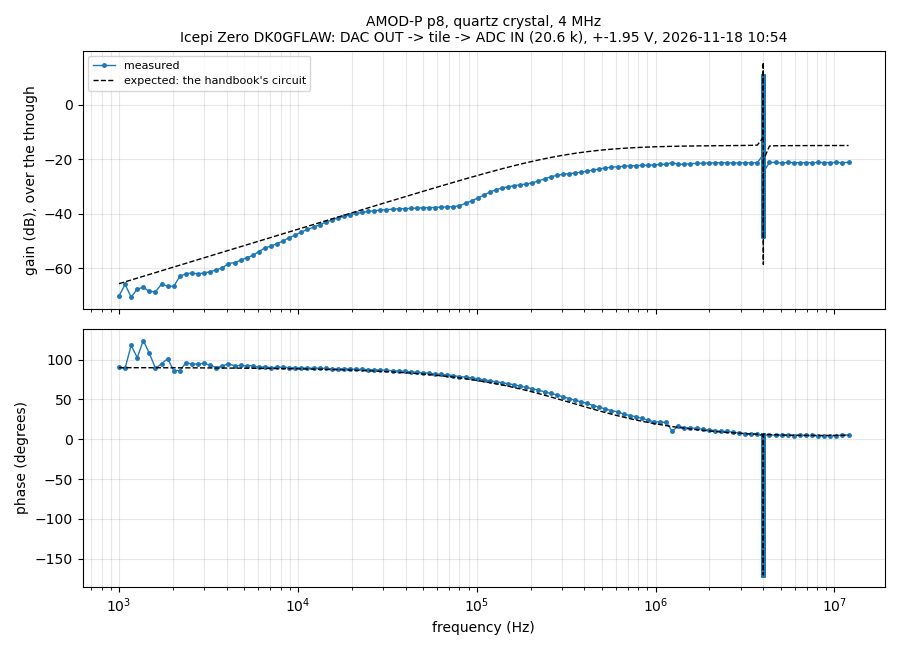 AMOD-P p8, quartz crystal, 4 MHz
Icepi Zero DK0GFLAW: DAC OUT -> tile -> ADC IN (20.6 k), +-1.95 V, 2026-11-18 10:54
measured
expected: the handbook's circuit
gain (dB), over the through
0
−20
−40
−60
phase (degrees)
100
50
0
−50
−100
−150
10³ 10⁴ 10⁵ 10⁶ 10⁷
frequency (Hz)